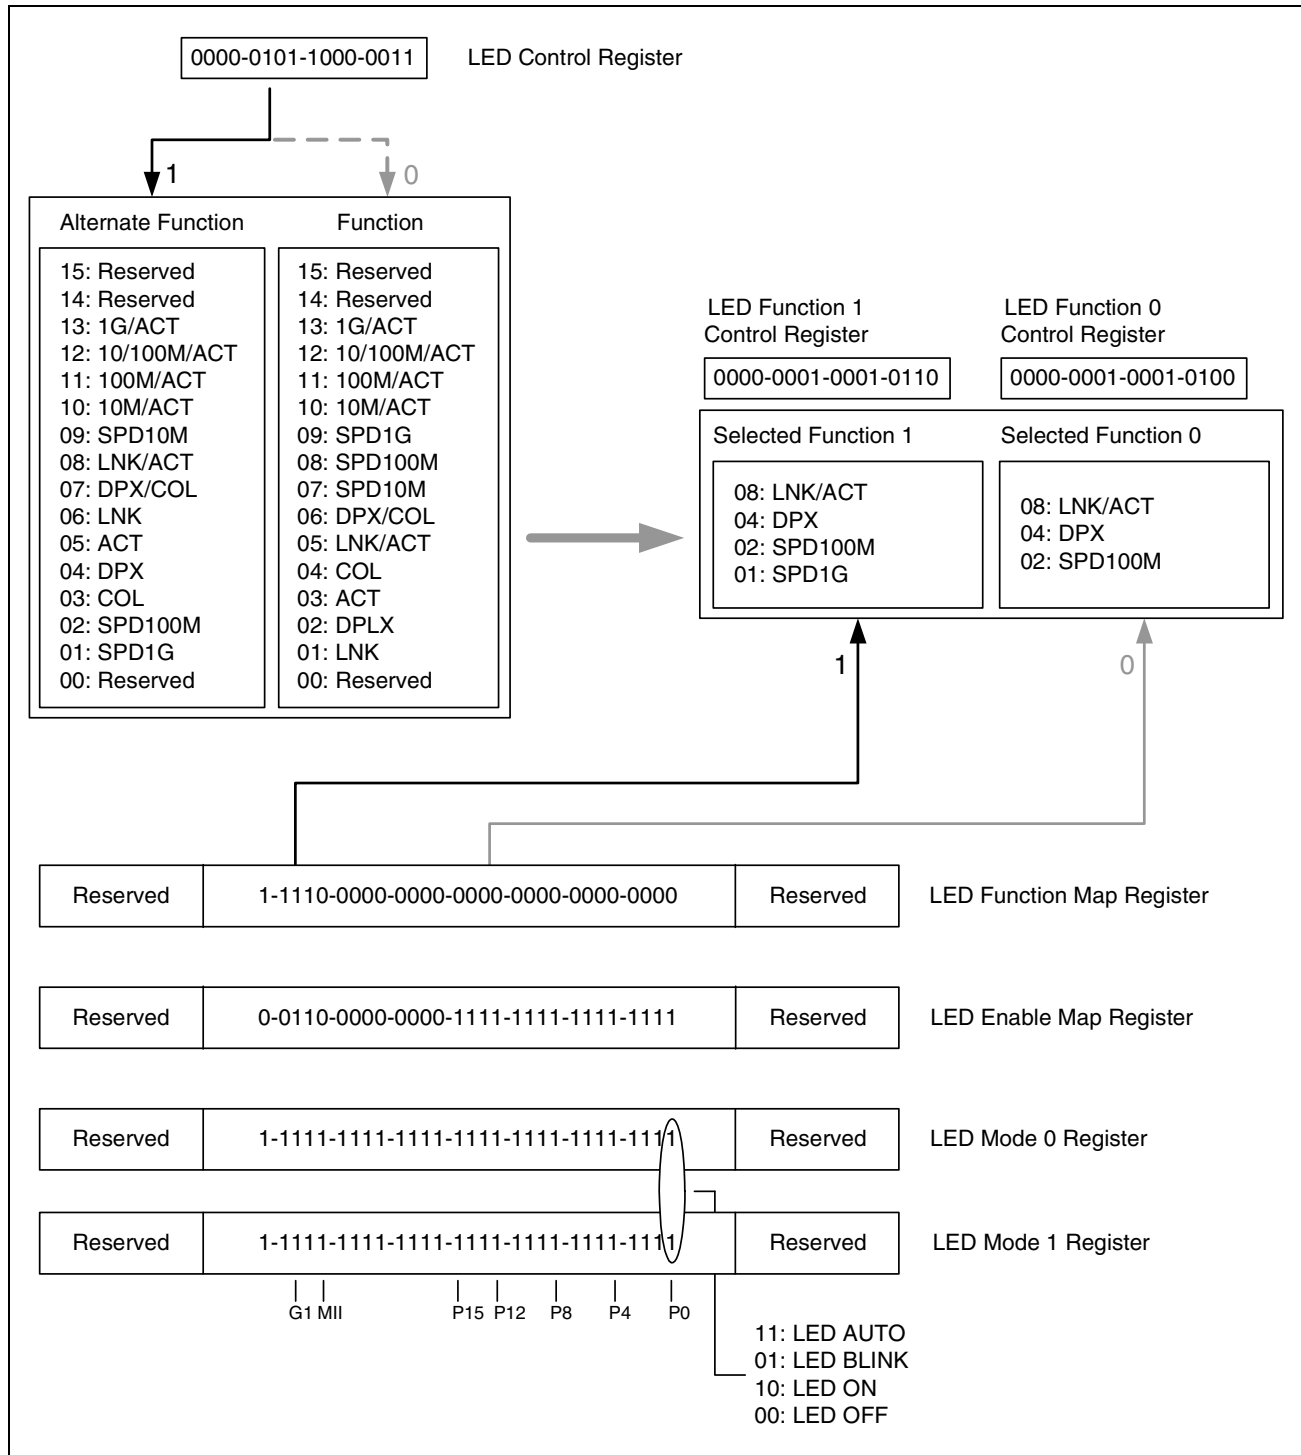 0000-0101-1000-0011
LED Control Register
1
0
Alternate Function
15: Reserved
14: Reserved
13: 1G/ACT
12: 10/100M/ACT
11: 100M/ACT
10: 10M/ACT
09: SPD10M
08: LNK/ACT
07: DPX/COL
06: LNK
05: ACT
04: DPX
03: COL
02: SPD100M
01: SPD1G
00: Reserved
Function
15: Reserved
14: Reserved
13: 1G/ACT
12: 10/100M/ACT
11: 100M/ACT
10: 10M/ACT
09: SPD1G
08: SPD100M
07: SPD10M
06: DPX/COL
05: LNK/ACT
04: COL
03: ACT
02: DPLX
01: LNK
00: Reserved
LED Function 1
Control Register
0000-0001-0001-0110
LED Function 0
Control Register
0000-0001-0001-0100
Selected Function 1
08: LNK/ACT
04: DPX
02: SPD100M
01: SPD1G
Selected Function 0
08: LNK/ACT
04: DPX
02: SPD100M
1
0
Reserved
1-1110-0000-0000-0000-0000-0000-0000
Reserved
LED Function Map Register
Reserved
0-0110-0000-0000-1111-1111-1111-1111
Reserved
LED Enable Map Register
Reserved
1-1111-1111-1111-1111-1111-1111-1111
Reserved
LED Mode 0 Register
Reserved
1-1111-1111-1111-1111-1111-1111-1111
Reserved
LED Mode 1 Register
G1 MII P15 P12 P8 P4 P0
11: LED AUTO
01: LED BLINK
10: LED ON
00: LED OFF